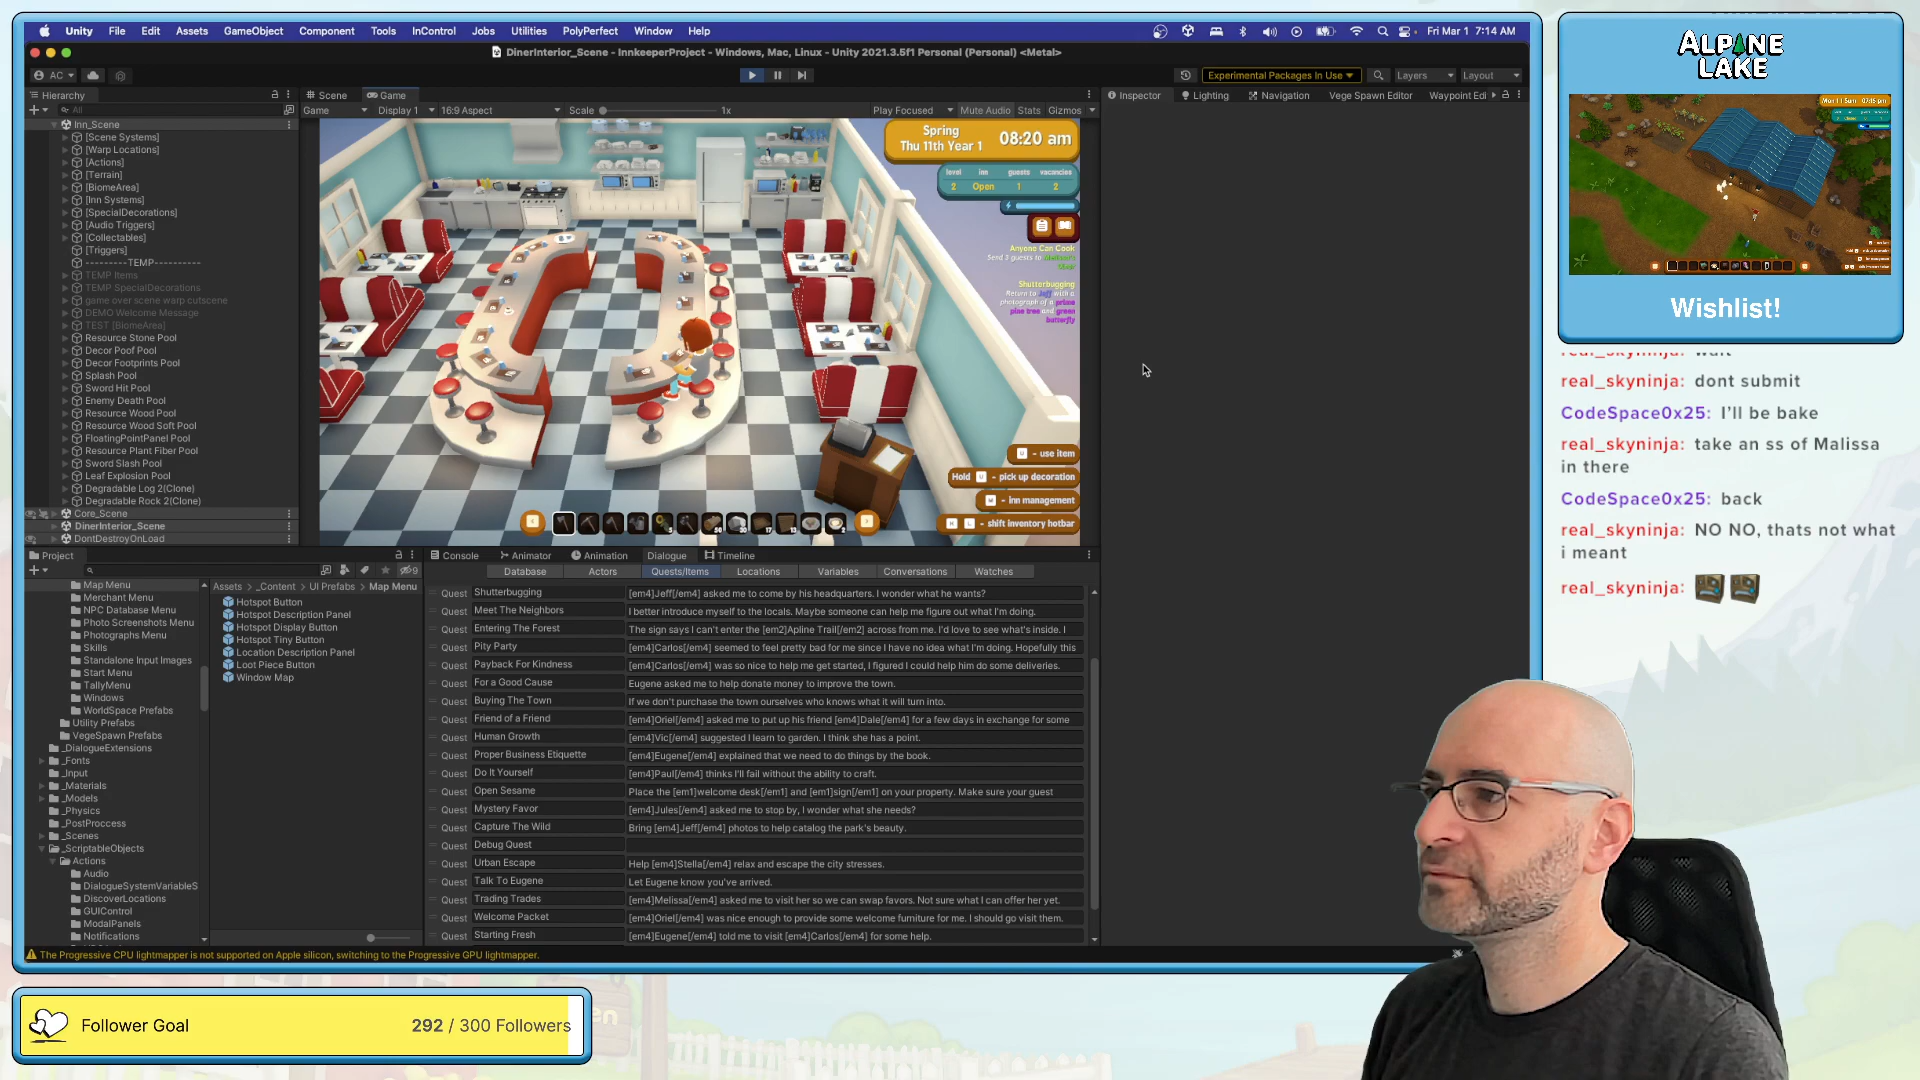 Unity File Edit Assets GameObject Component Tools InControl Jobs Utilities PolyPerfect Window Help
Fri Mar 1 7:14 AM
DinerInterior_Scene - InnkeeperProject - Windows, Mac, Linux - Unity 2021.3.5f1 Personal (Personal) <Metal>
AC
Experimental Packages In Use
Layers
Layout
Hierarchy
Scene
Game
Inspector
Lighting
Navigation
Vege Spawn Editor
Waypoint Edi
All
Game
Display 1
16:9 Aspect
Scale
1x
Play Focused
Mute Audio
Stats
Gizmos
Inn_Scene
[Scene Systems]
[Warp Locations]
[Actions]
[Terrain]
[BiomeArea]
[Inn Systems]
[SpecialDecorations]
[Audio Triggers]
[Collectables]
[Triggers]
---------TEMP----------
TEMP Items
TEMP SpecialDecorations
game over scene warp cutscene
DEMO Welcome Message
TEST [BiomeArea]
Resource Stone Pool
Decor Poof Pool
Decor Footprints Pool
Splash Pool
Sword Hit Pool
Enemy Death Pool
Resource Wood Pool
Resource Wood Soft Pool
FloatingPointPanel Pool
Resource Plant Fiber Pool
Sword Slash Pool
Leaf Explosion Pool
Degradable Log 2(Clone)
Degradable Rock 2(Clone)
Core_Scene
DinerInterior_Scene
DontDestroyOnLoad
Spring
Thu 11th Year 1
08:20 am
level inn guests vacancies
2 Open 1 2
Anyone Can Cook
Shutterbugging
Return to Jeff with a
photograph of a prime
pine tree and green
butterfly
U - use item
Hold U - pick up decoration
M - inn management
H L - shift inventory hotbar
Project
9
Map Menu
Merchant Menu
NPC Database Menu
Photo Screenshots Menu
Photographs Menu
Skills
Standalone Input Images
Start Menu
TallyMenu
Windows
WorldSpace Prefabs
Utility Prefabs
VegeSpawn Prefabs
_DialogueExtensions
_Fonts
_Input
_Materials
_Models
_Physics
_PostProccess
_Scenes
_ScriptableObjects
Actions
Audio
DialogueSystemVariableS
DiscoverLocations
GUIControl
ModalPanels
Notifications
Assets > _Content > UI Prefabs > Map Menu
Hotspot Button
Hotspot Description Panel
Hotspot Display Button
Hotspot Tiny Button
Location Description Panel
Loot Piece Button
Window Map
Console
Animator
Animation
Dialogue
Timeline
Database
Actors
Quests/Items
Locations
Variables
Conversations
Watches
Quest Shutterbugging [em4]Jeff[/em4] asked me to come by his headquarters. I wonder what he wants?
Quest Meet The Neighbors I better introduce myself to the locals. Maybe someone can help me figure out what I'm doing.
Quest Entering The Forest The sign says I can't enter the [em2]Apline Trail[/em2] across from me. I'd love to see what's inside. I
Quest Pity Party [em4]Carlos[/em4] seemed to feel pretty bad for me since I have no idea what I'm doing. Hopefully this
Quest Payback For Kindness [em4]Carlos[/em4] was so nice to help me get started, I figured I could help him do some deliveries.
Quest For a Good Cause Eugene asked me to help donate money to improve the town.
Quest Buying The Town If we don't purchase the town ourselves who knows what it will turn into.
Quest Friend of a Friend [em4]Oriel[/em4] asked me to put up his friend [em4]Dale[/em4] for a few days in exchange for some
Quest Human Growth [em4]Vic[/em4] suggested I learn to garden. I think she has a point.
Quest Proper Business Etiquette [em4]Eugene[/em4] explained that we need to do things by the book.
Quest Do It Yourself [em4]Paul[/em4] thinks I'll fail without the ability to craft.
Quest Open Sesame Place the [em1]welcome desk[/em1] and [em1]sign[/em1] on your property. Make sure your guest
Quest Mystery Favor [em4]Jules[/em4] asked me to stop by, I wonder what she needs?
Quest Capture The Wild Bring [em4]Jeff[/em4] photos to help catalog the park's beauty.
Quest Debug Quest
Quest Urban Escape Help [em4]Stella[/em4] relax and escape the city stresses.
Quest Talk To Eugene Let Eugene know you've arrived.
Quest Trading Trades [em4]Melissa[/em4] asked me to visit her so we can swap favors. Not sure what I can offer her yet.
Quest Welcome Packet [em4]Oriel[/em4] was nice enough to provide some welcome furniture for me. I should go visit them.
Quest Starting Fresh [em4]Eugene[/em4] told me to visit [em4]Carlos[/em4] for some help.
The Progressive CPU lightmapper is not supported on Apple silicon, switching to the Progressive GPU lightmapper.
ALPINE
LAKE
Wishlist!
real_skyninja: wait
real_skyninja: dont submit
CodeSpace0x25: I'll be bake
real_skyninja: take an ss of Malissa
in there
CodeSpace0x25: back
real_skyninja: NO NO, thats not what
i meant
real_skyninja:
Follower Goal
292 / 300 Followers